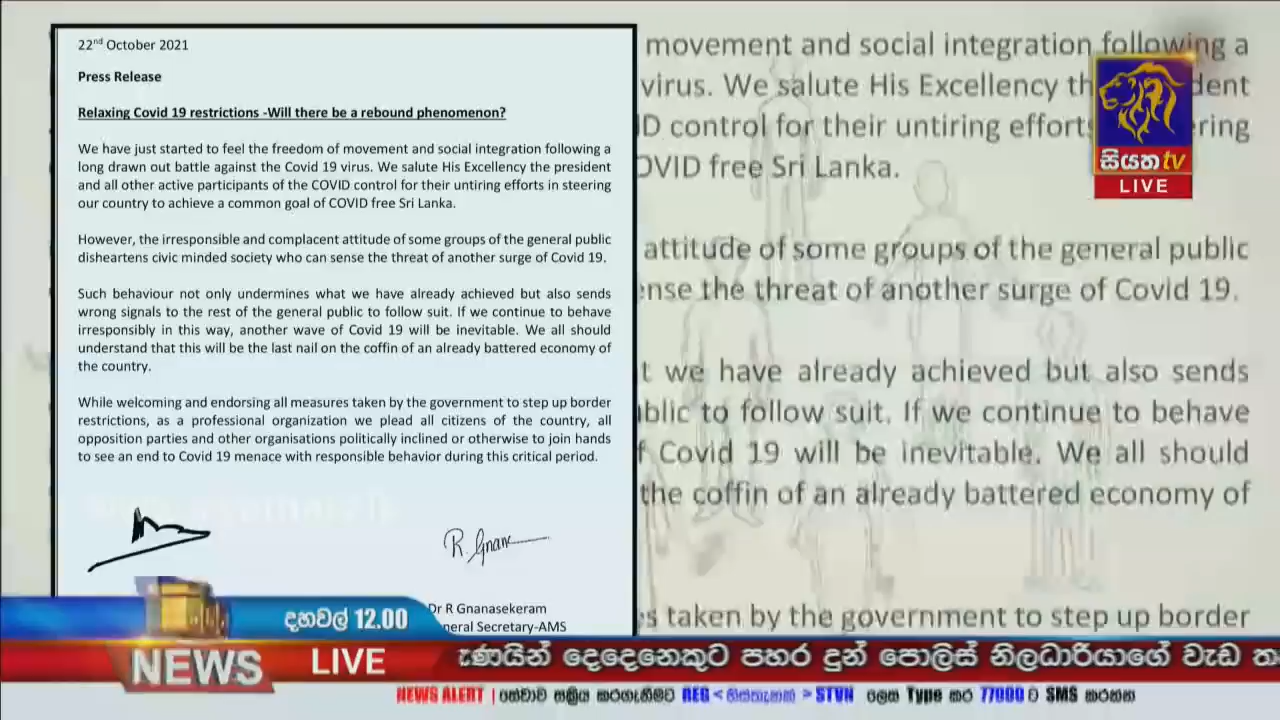 22nd October 2021
Press Release
Relaxing Covid 19 restrictions -Will there be a rebound phenomenon?
We have just started to feel the freedom of movement and social integration following a
long drawn out battle against the Covid 19 virus. We salute His Excellency the president
and all other active participants of the COVID control for their untiring efforts in steering
our country to achieve a common goal of COVID free Sri Lanka.
However, the irresponsible and complacent attitude of some groups of the general public
disheartens civic minded society who can sense the threat of another surge of Covid 19.
Such behaviour not only undermines what we have already achieved but also sends
wrong signals to the rest of the general public to follow suit. If we continue to behave
irresponsibly in this way, another wave of Covid 19 will be inevitable. We all should
understand that this will be the last nail on the coffin of an already battered economy of
the country.
While welcoming and endorsing all measures taken by the government to step up border
restrictions, as a professional organization we plead all citizens of the country, all
opposition parties and other organisations politically inclined or otherwise to join hands
to see an end to Covid 19 menace with responsible behavior during this critical period.
R. Gnane
Dr R Gnanasekeram
neral Secretary-AMS
movement and social integration following a
virus. We salute His Excellency th dent
D control for their untiring efforts ring
OVID free Sri Lanka.
attitude of some groups of the general public
nse the threat of another surge of Covid 19.
t we have already achieved but also sends
blic to follow suit. If we continue to behave
f Covid 19 will be inevitable. We all should
the coffin of an already battered economy of
s taken by the government to step up border
සියත tv
LIVE
දහවල් 12.00
NEWS LIVE
ණයින් දෙදෙනෙකුට පහර දුන් පොලිස් නිලධාරියාගේ වැඩ ත
NEWS ALERT | සේවාව සක්‍රිය කරගැනීමට REG < හිස්තැනක් > STVN ලෙස Type කර 77000 ට SMS කරන්න